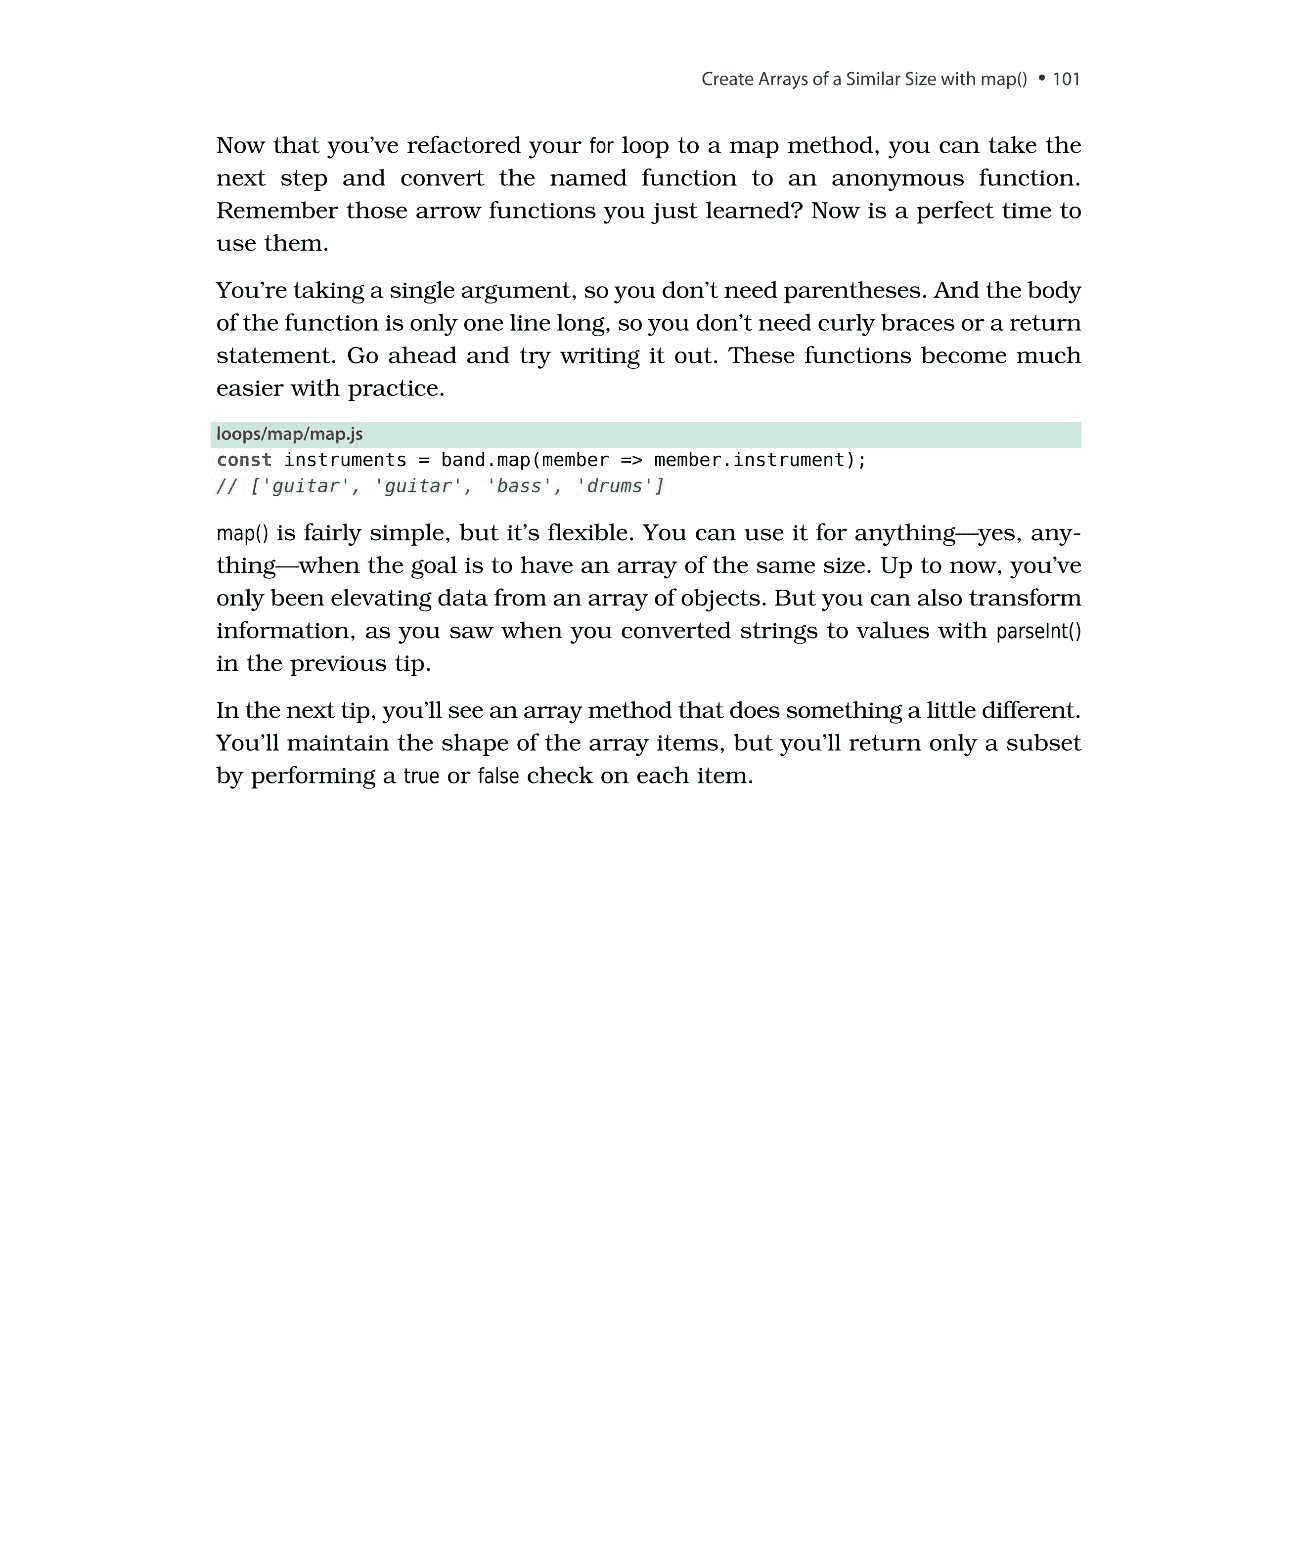 Create Arrays of a Similar Size with map() • 101
Now that you’ve refactored your for loop to a map method, you can take the
next step and convert the named function to an anonymous function.
Remember those arrow functions you just learned? Now is a perfect time to
use them.
You’re taking a single argument, so you don’t need parentheses. And the body
of the function is only one line long, so you don’t need curly braces or a return
statement. Go ahead and try writing it out. These functions become much
easier with practice.
loops/map/map.js
const instruments = band.map(member => member.instrument);
// ['guitar', 'guitar', 'bass', 'drums']
map() is fairly simple, but it’s flexible. You can use it for anything—yes, any-
thing—when the goal is to have an array of the same size. Up to now, you’ve
only been elevating data from an array of objects. But you can also transform
information, as you saw when you converted strings to values with parseInt()
in the previous tip.
In the next tip, you’ll see an array method that does something a little different.
You’ll maintain the shape of the array items, but you’ll return only a subset
by performing a true or false check on each item.